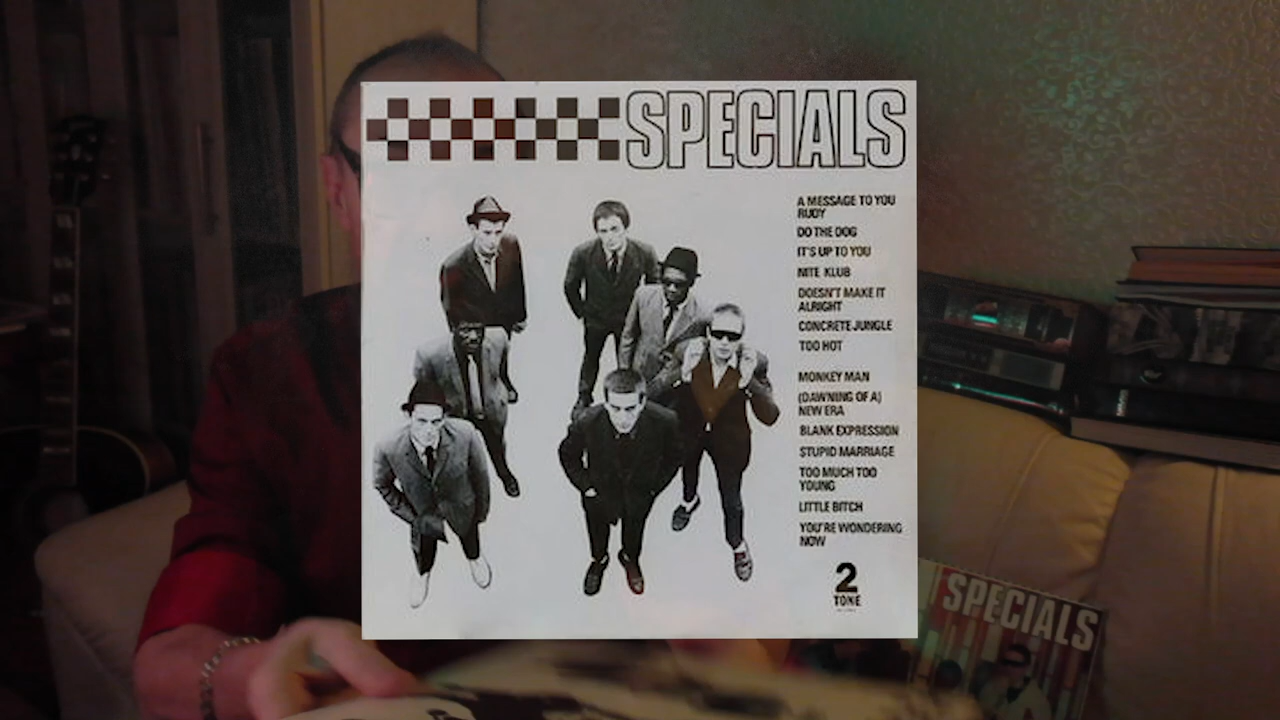 SPECIALS
A MESSAGE TO YOU
RUDY
DO THE DOG
IT'S UP TO YOU
NITE KLUB
DOESN'T MAKE IT
ALRIGHT
CONCRETE JUNGLE
TOO HOT
MONKEY MAN
(DAWNING OF A)
NEW ERA
BLANK EXPRESSION
STUPID MARRIAGE
TOO MUCH TOO
YOUNG
LITTLE BITCH
YOU'RE WONDERING
NOW
2
TONE
SPECIALS